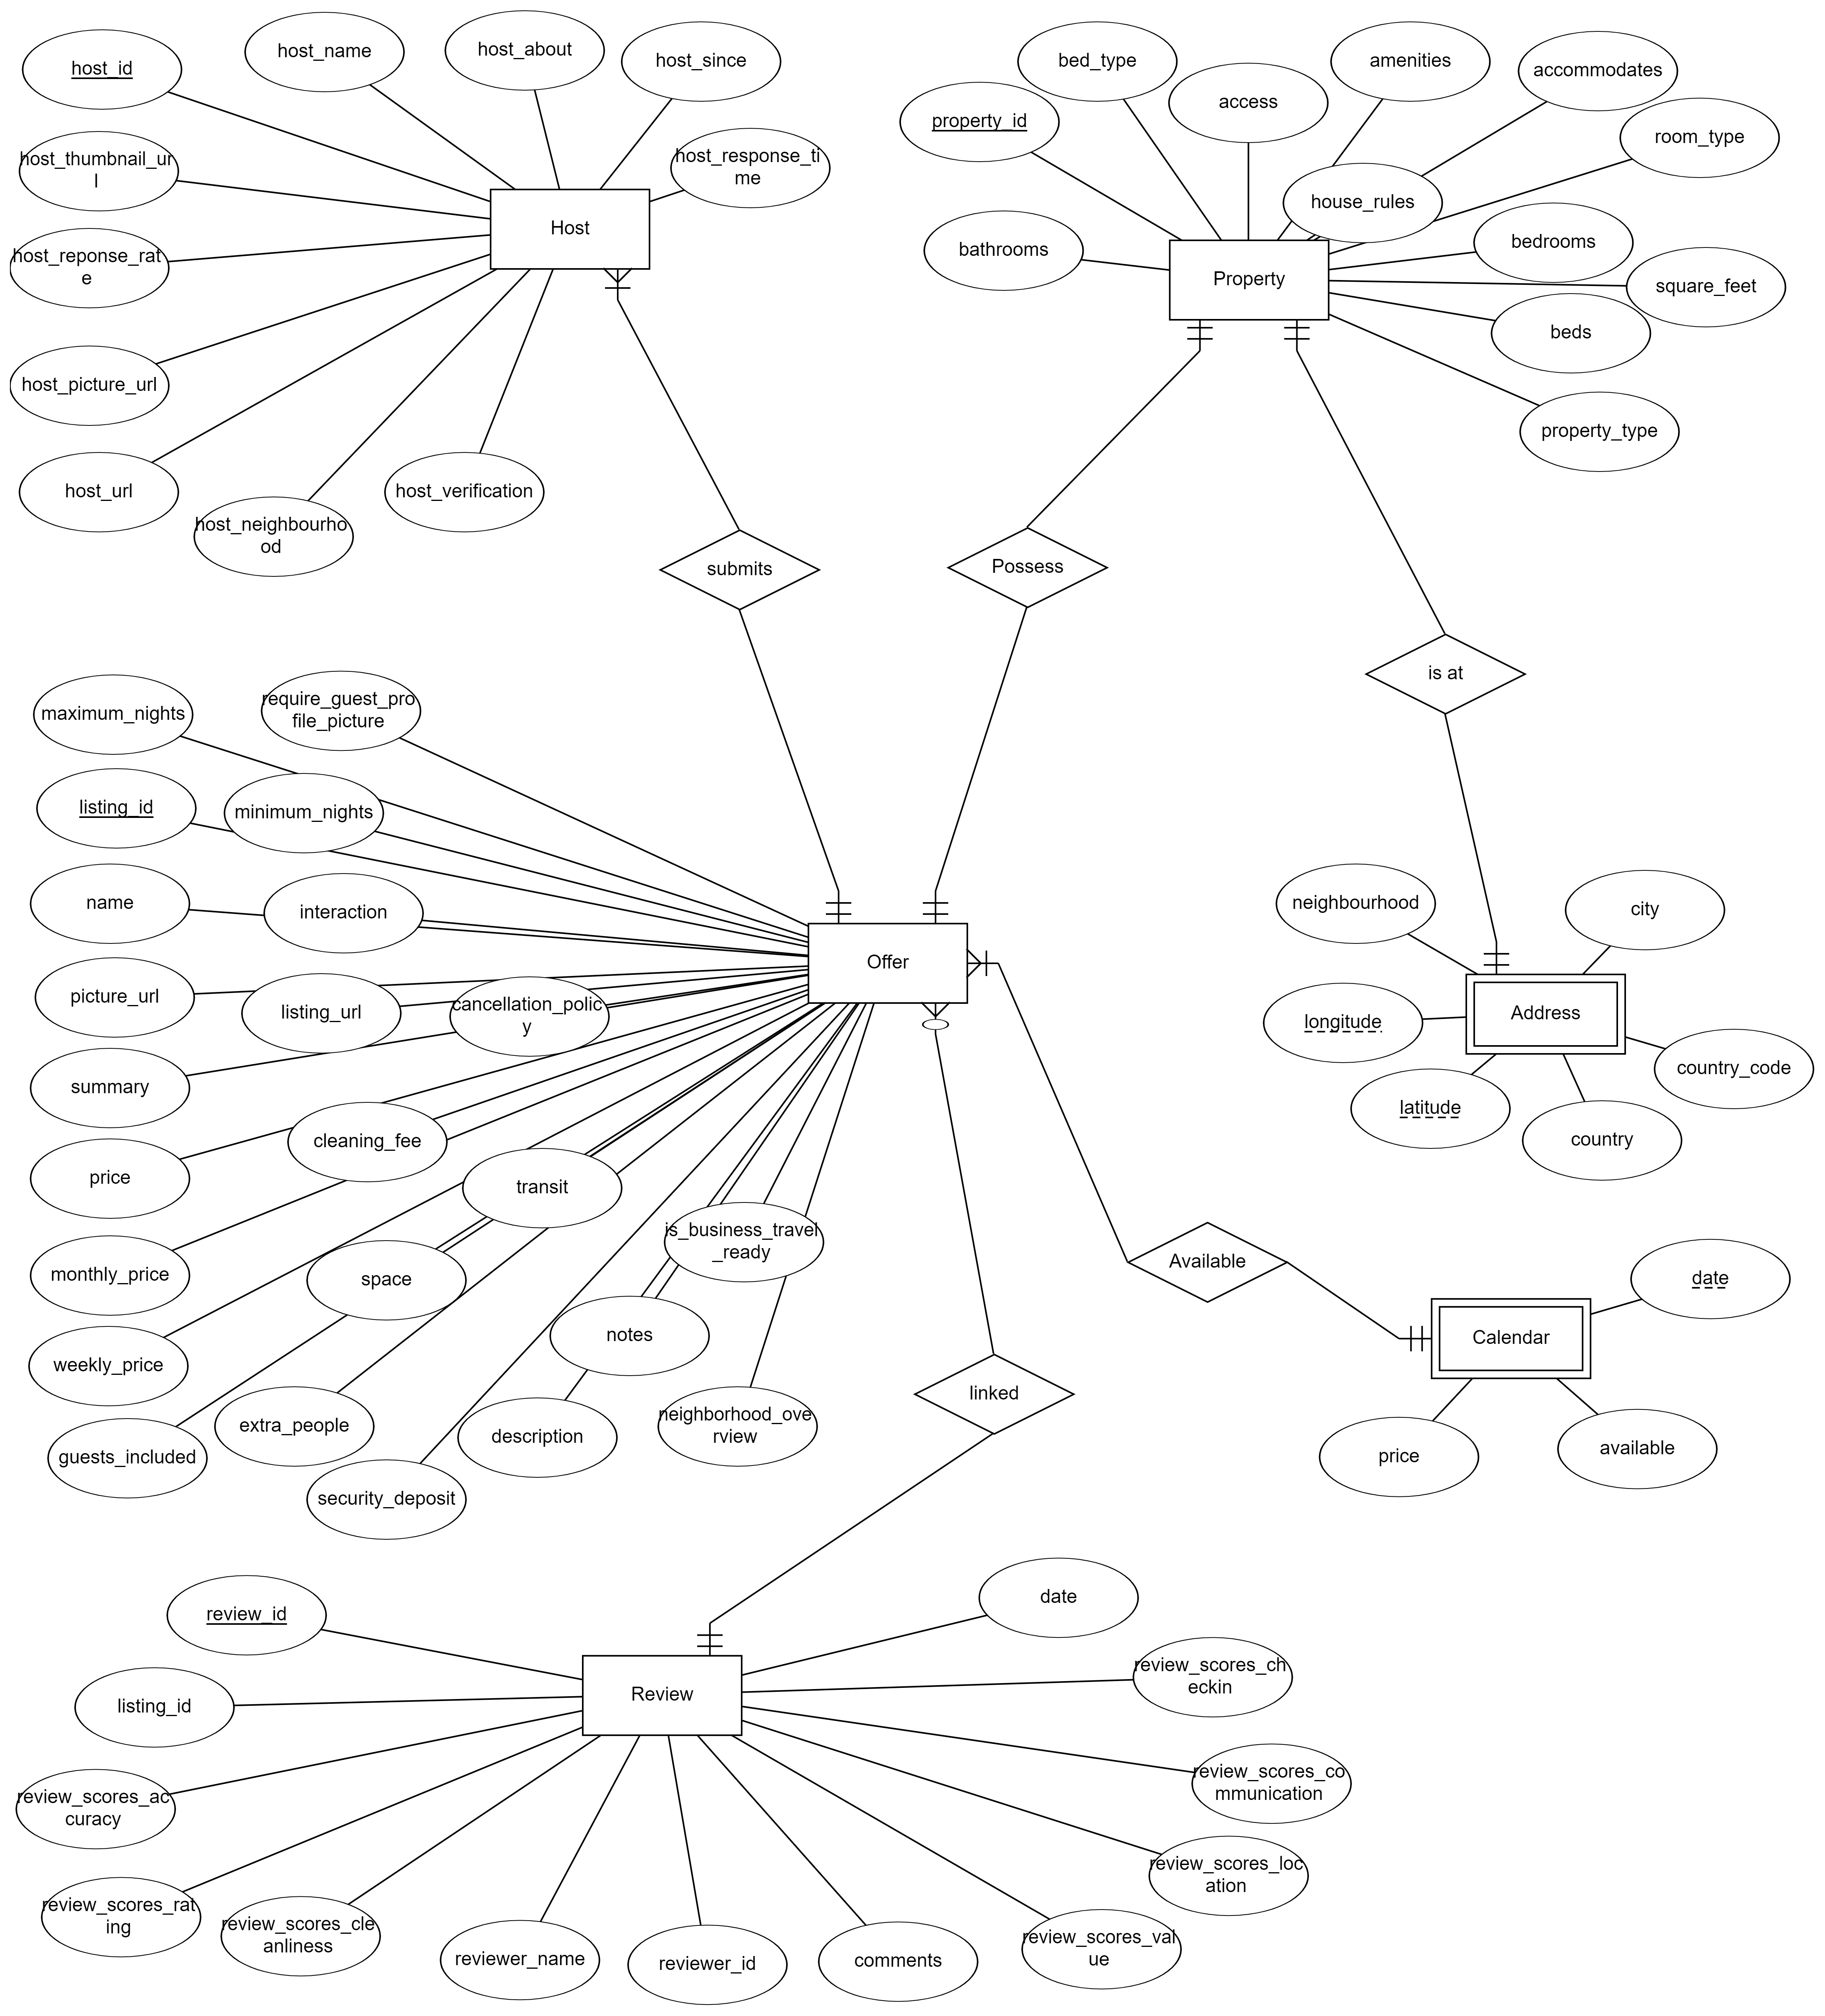 host_id
host_name
host_about
host_since
host_thumbnail_ur
l
host_response_ti
me
host_reponse_rat
e
Host
host_picture_url
host_url
host_neighbourho
od
host_verification
property_id
bed_type
access
amenities
accommodates
room_type
house_rules
bathrooms
bedrooms
Property
square_feet
beds
property_type
submits
Possess
is at
maximum_nights
require_guest_pro
file_picture
listing_id
minimum_nights
name
interaction
picture_url
listing_url
cancellation_polic
y
Offer
summary
price
cleaning_fee
transit
monthly_price
space
is_business_travel
_ready
weekly_price
notes
guests_included
extra_people
description
neighborhood_ove
rview
security_deposit
neighbourhood
city
longitude
Address
latitude
country
country_code
Available
date
Calendar
price
available
linked
review_id
date
listing_id
Review
review_scores_ch
eckin
review_scores_ac
curacy
review_scores_co
mmunication
review_scores_rat
ing
review_scores_cle
anliness
reviewer_name
reviewer_id
comments
review_scores_val
ue
review_scores_loc
ation